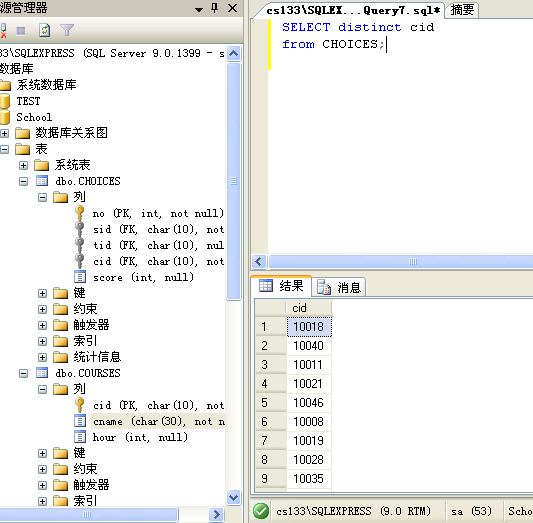 源管理器
33\SQLEXPRESS (SQL Server 9.0.1399 - s
数据库
系统数据库
TEST
School
数据库关系图
表
系统表
dbo.CHOICES
列
no (PK, int, not null)
sid (FK, char(10), not
tid (FK, char(10), nul
cid (FK, char(10), not
score (int, null)
键
约束
触发器
索引
统计信息
dbo.COURSES
列
cid (PK, char(10), not
cname (char(30), not n
hour (int, null)
键
约束
触发器
索引
cs133\SQLEX...Query7.sql* 摘要
SELECT distinct cid
from CHOICES;
结果 消息
cid
1 10018
2 10040
3 10011
4 10021
5 10046
6 10008
7 10019
8 10028
9 10035
cs133\SQLEXPRESS (9.0 RTM) sa (53) Scho